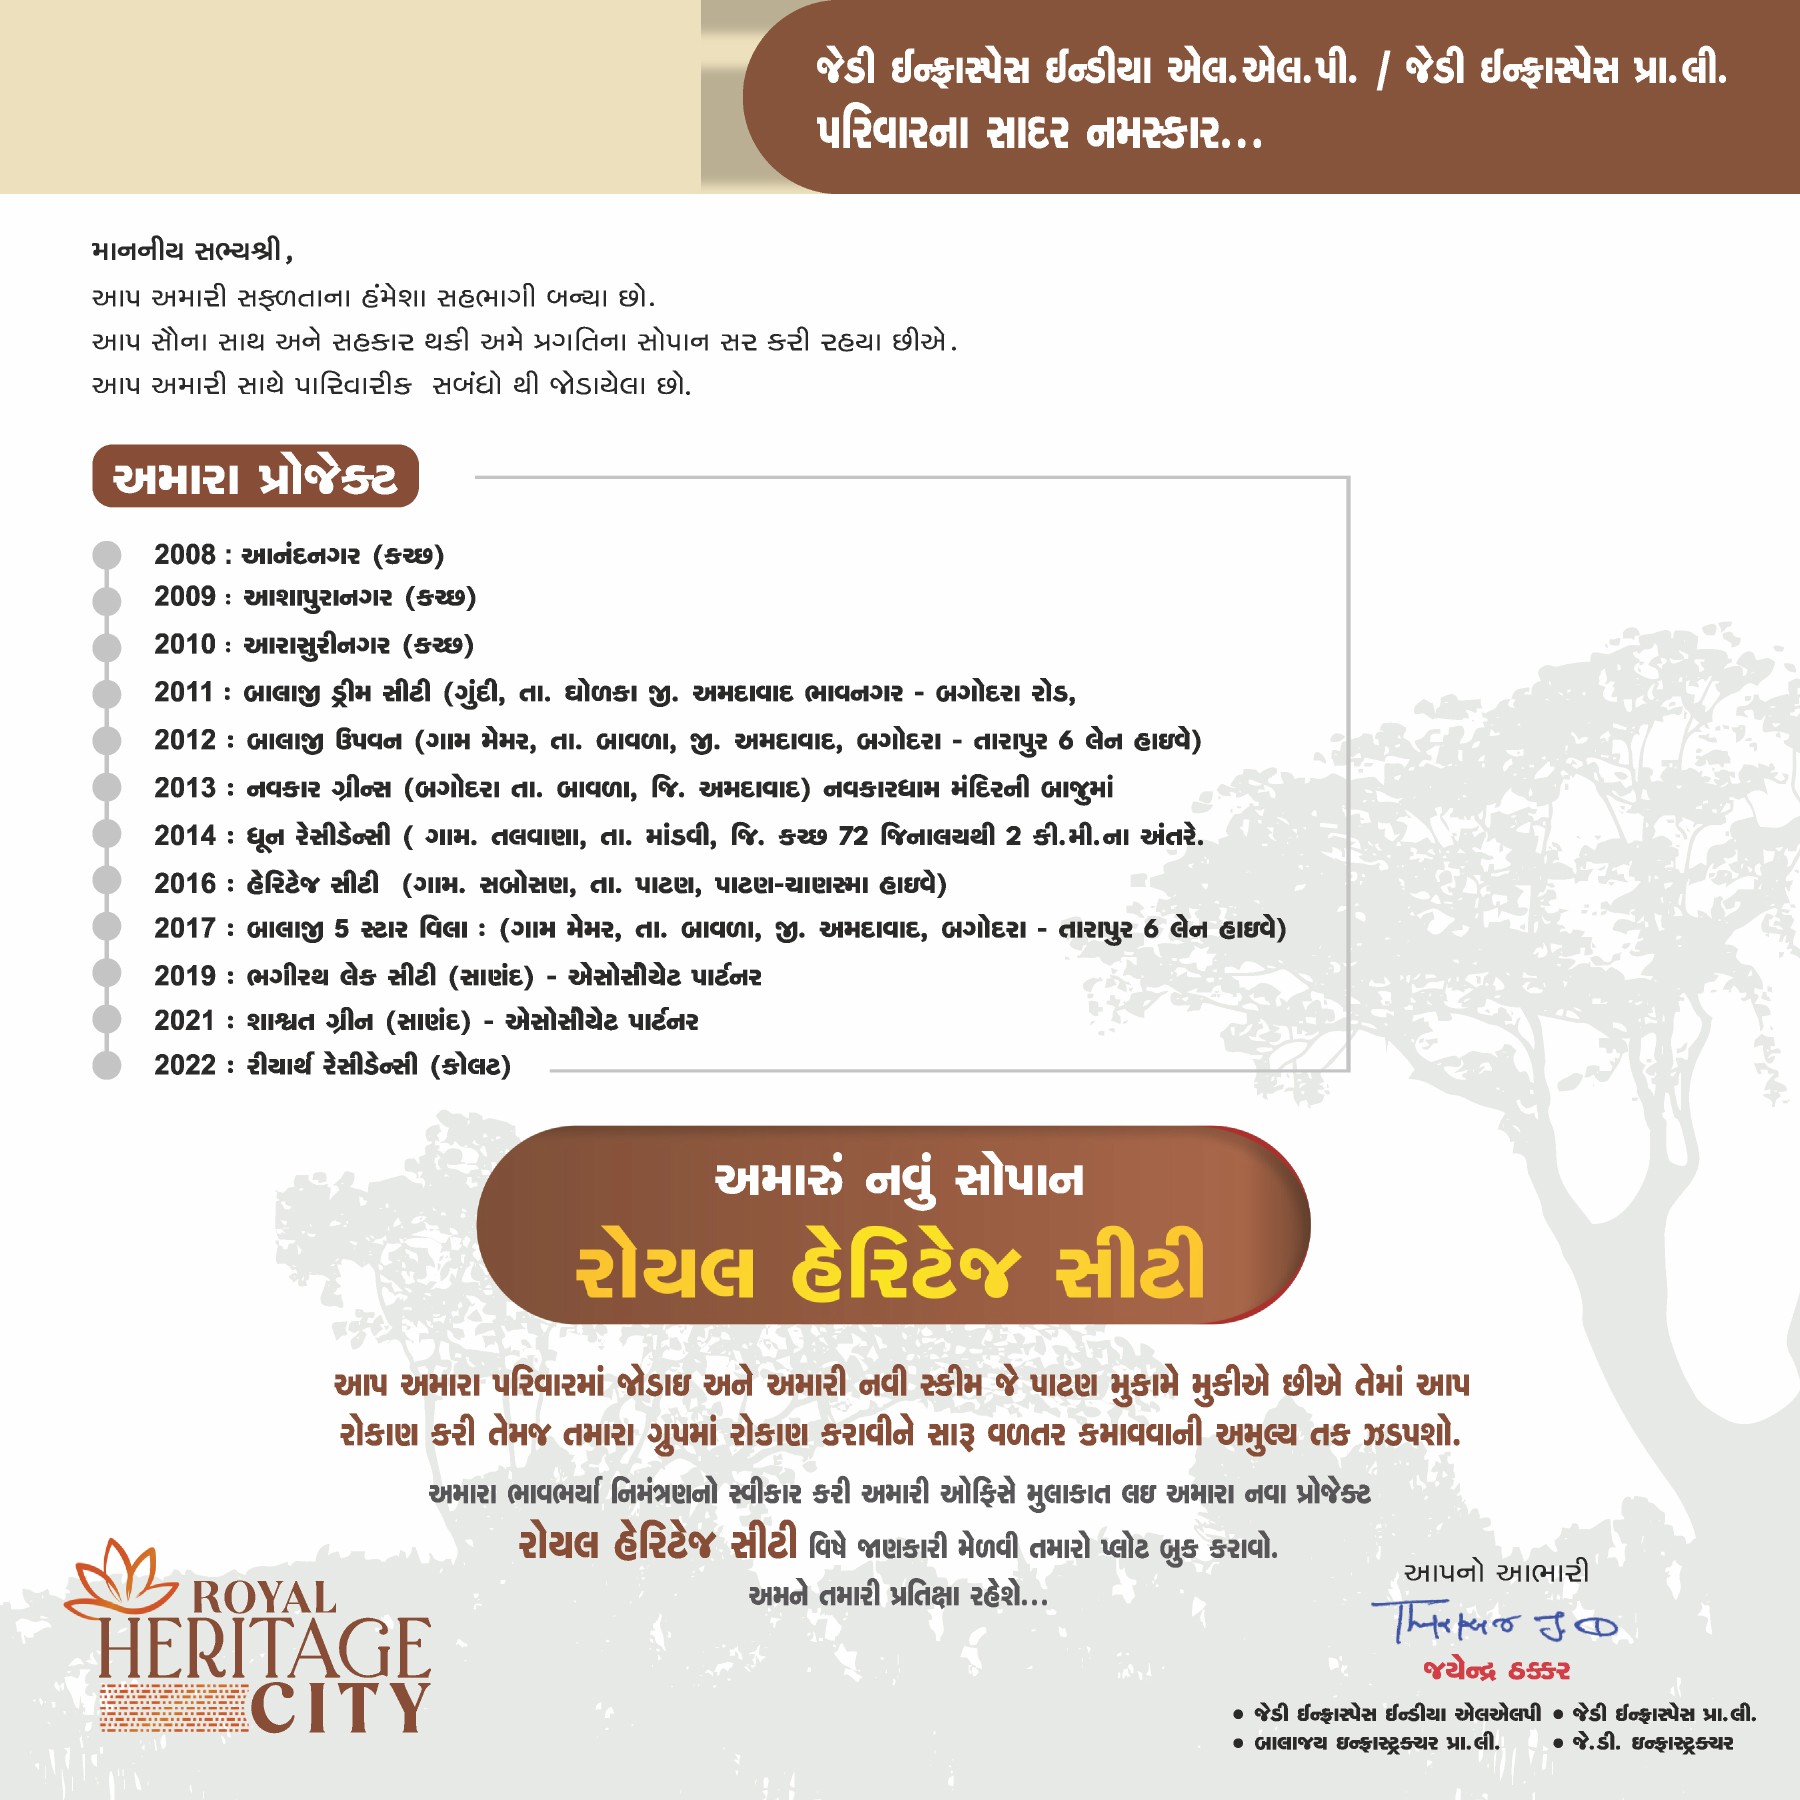 જેડી ઈન્ફ્રાસ્પેસ ઈન્ડીયા એલ.એલ.પી. / જેડી ઈન્ફ્રાસ્પેસ પ્રા.લી.
પરિવારના સાદર નમસ્કાર...
માનનીય સભ્યશ્રી,
આપ અમારી સફળતાના હંમેશા સહભાગી બન્યા છો.
આપ સૌના સાથ અને સહકાર થકી અમે પ્રગતિના સોપાન સર કરી રહયા છીએ.
આપ અમારી સાથે પારિવારીક સબંધો થી જોડાયેલા છો.
અમારા પ્રોજેક્ટ
2008 : આનંદનગર (કચ્છ)
2009 : આશાપુરાનગર (કચ્છ)
2010 : આરાસુરીનગર (કચ્છ)
2011 : બાલાજી ડ્રીમ સીટી (ગુંદી, તા. ઘોળકા જી. અમદાવાદ ભાવનગર - બગોદરા રોડ,
2012 : બાલાજી ઉપવન (ગામ મેમર, તા. બાવળા, જી. અમદાવાદ, બગોદરા - તારાપુર 6 લેન હાઇવે)
2013 : નવકાર ગ્રીન્સ (બગોદરા તા. બાવળા, જિ. અમદાવાદ) નવકારધામ મંદિરની બાજુમાં
2014 : ધૂન રેસીડેન્સી ( ગામ. તલવાણા, તા. માંડવી, જિ. કચ્છ 72 જિનાલયથી 2 કી.મી.ના અંતરે.
2016 : હેરિટેજ સીટી (ગામ. સબોસણ, તા. પાટણ, પાટણ-ચાણસ્મા હાઇવે)
2017 : બાલાજી 5 સ્ટાર વિલા : (ગામ મેમર, તા. બાવળા, જી. અમદાવાદ, બગોદરા - તારાપુર 6 લેન હાઇવે)
2019 : ભગીરથ લેક સીટી (સાણંદ) - એસોસીયેટ પાર્ટનર
2021 : શાશ્વત ગ્રીન (સાણંદ) - એસોસીયેટ પાર્ટનર
2022 : રીયાર્થ રેસીડેન્સી (કોલટ)
અમારું નવું સોપાન
રોયલ હેરિટેજ સીટી
આપ અમારા પરિવારમાં જોડાઇ અને અમારી નવી સ્કીમ જે પાટણ મુકામે મુકીએ છીએ તેમાં આપ
રોકાણ કરી તેમજ તમારા ગ્રુપમાં રોકાણ કરાવીને સારૂ વળતર કમાવવાની અમુલ્ય તક ઝડપશો.
અમારા ભાવભર્યા નિમંત્રણનો સ્વીકાર કરી અમારી ઓફિસે મુલાકાત લઇ અમારા નવા પ્રોજેક્ટ
રોયલ હેરિટેજ સીટી વિષે જાણકારી મેળવી તમારો પ્લોટ બુક કરાવો.
અમને તમારી પ્રતિક્ષા રહેશે...
ROYAL
HERITAGE
CITY
આપનો આભારી
જયેન્દ્ર ઠક્કર
• જેડી ઈન્ફ્રાસ્પેસ ઈન્ડીયા એલએલપી • જેડી ઈન્ફ્રાસ્પેસ પ્રા.લી.
• બાલાજય ઇન્ફ્રાસ્ટ્રક્ચર પ્રા.લી. • જે.ડી. ઇન્ફ્રાસ્ટ્રક્ચર